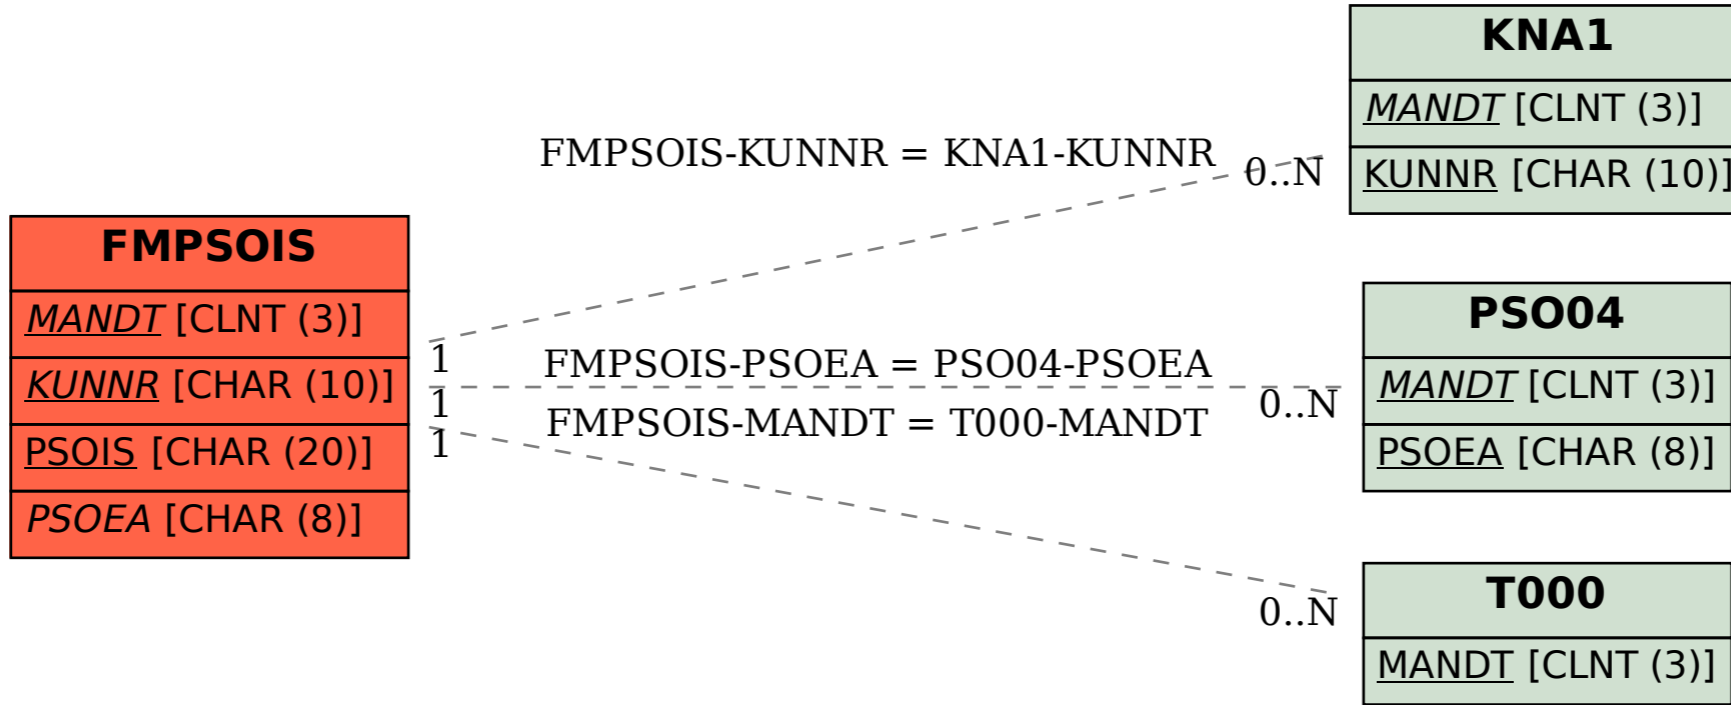 FMPSOIS
MANDT [CLNT (3)]
KUNNR [CHAR (10)]
PSOIS [CHAR (20)]
PSOEA [CHAR (8)]
FMPSOIS-KUNNR = KNA1-KUNNR
1
0..N
FMPSOIS-PSOEA = PSO04-PSOEA
1
0..N
FMPSOIS-MANDT = T000-MANDT
1
0..N
KNA1
MANDT [CLNT (3)]
KUNNR [CHAR (10)]
PSO04
MANDT [CLNT (3)]
PSOEA [CHAR (8)]
T000
MANDT [CLNT (3)]